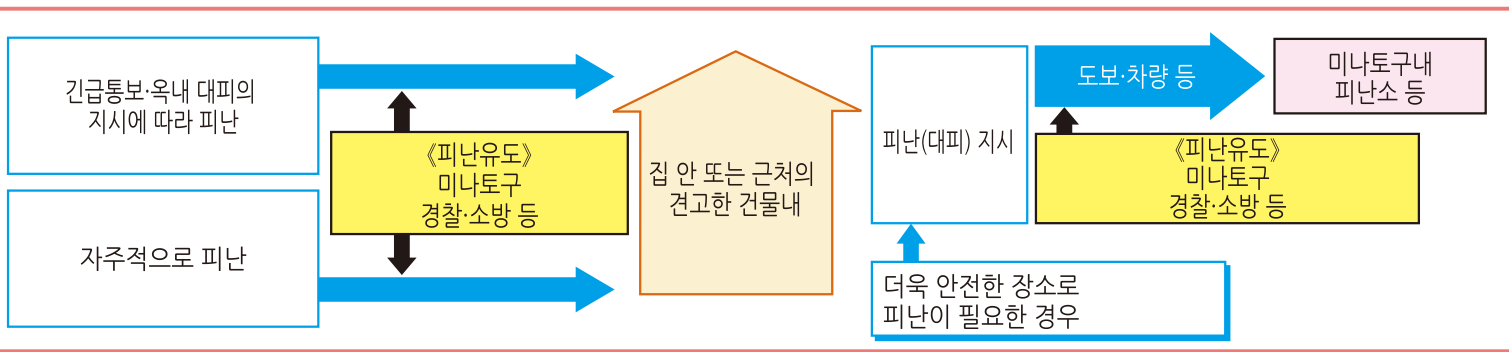 긴급통보·옥내 대피의
지시에 따라 피난
자주적으로 피난
《피난유도》
미나토구
경찰·소방 등
집 안 또는 근처의
견고한 건물내
피난(대피) 지시
더욱 안전한 장소로
피난이 필요한 경우
도보·차량 등
《피난유도》
미나토구
경찰·소방 등
미나토구내
피난소 등